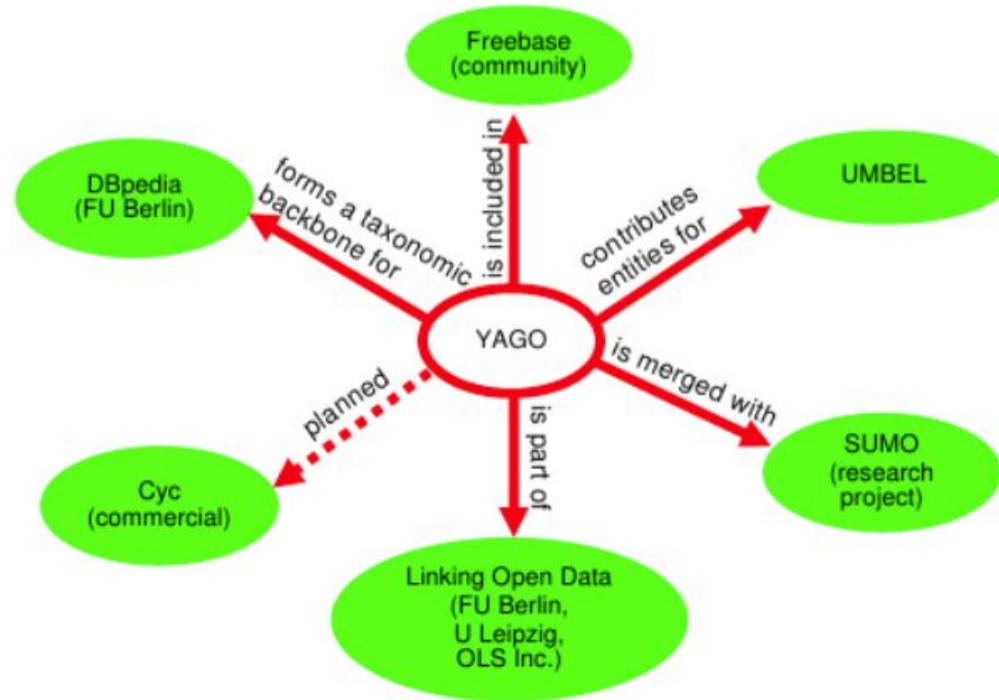 Freebase
(community)
is included in
DBpedia
(FU Berlin)
forms a taxonomic
backbone for
contributes
entities for
UMBEL
YAGO
planned
is merged with
is part of
Cyc
(commercial)
SUMO
(research
project)
Linking Open Data
(FU Berlin,
U Leipzig,
OLS Inc.)